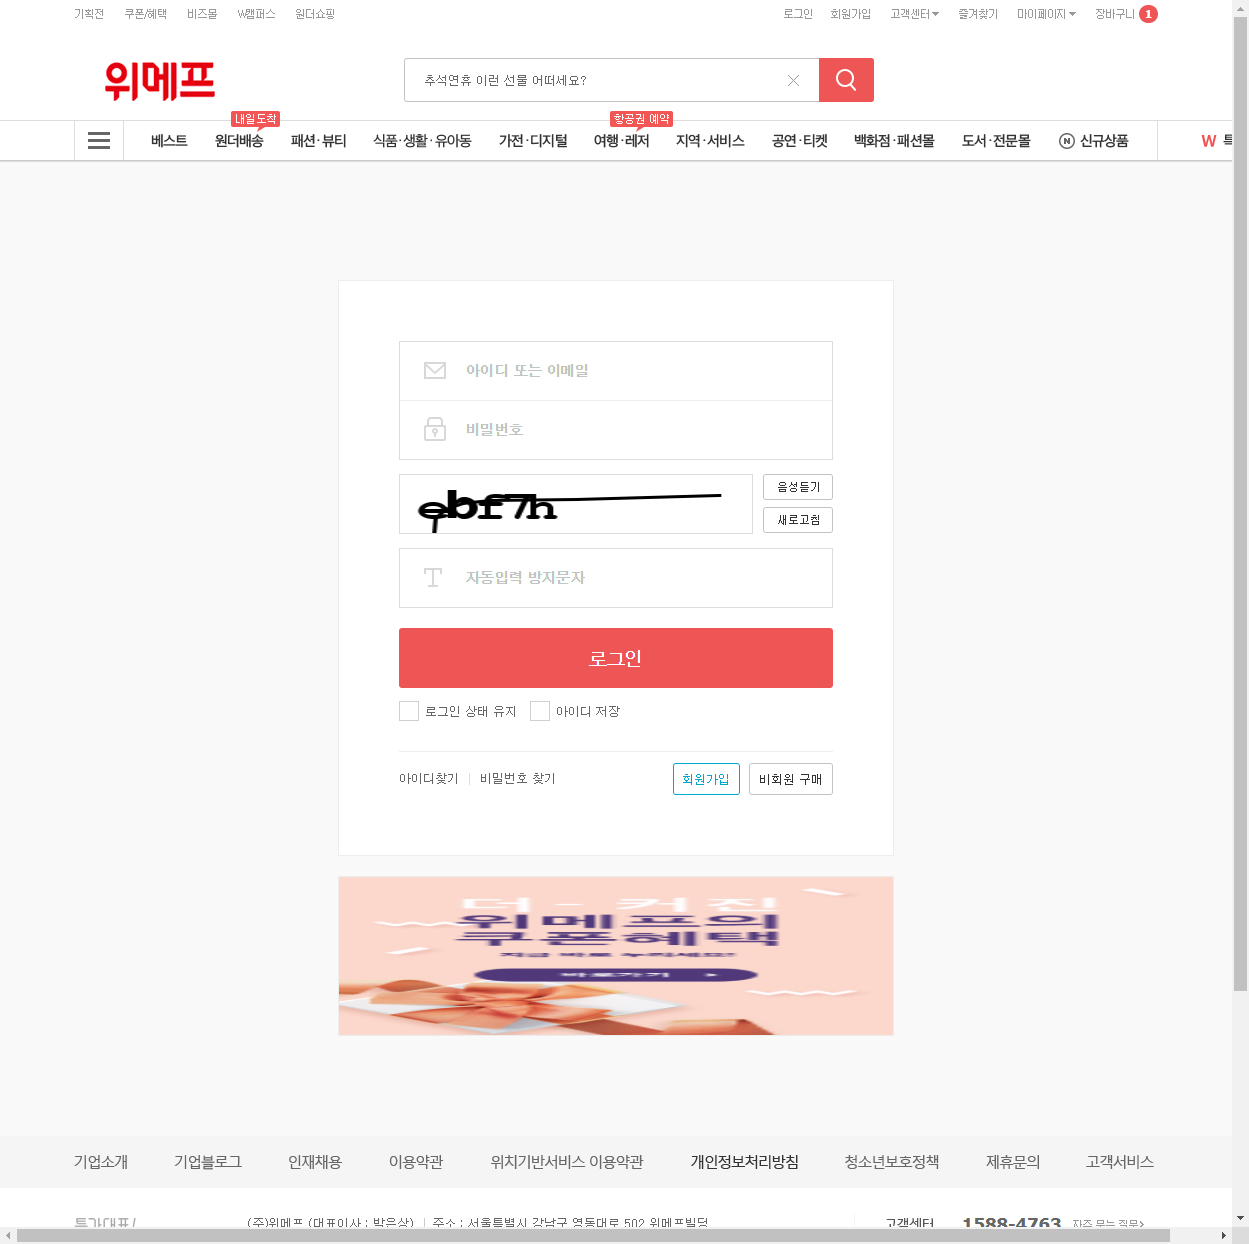 기획전 쿠폰/혜택 비즈몰 W캠퍼스 원더쇼핑 로그인 회원가입 고객센터 즐겨찾기 마이페이지 장바구니 1
위메프 추석연휴 이런 선물 어떠세요?
내일도착 항공권 예약
베스트 원더배송 패션·뷰티 식품·생활·유아동 가전·디지털 여행·레저 지역·서비스 공연·티켓 백화점·패션몰 도서·전문몰 N 신규상품 W
아이디 또는 이메일
비밀번호
ebf7h
음성듣기
새로고침
자동입력 방지문자
로그인
로그인 상태 유지 아이디 저장
아이디찾기 비밀번호 찾기 회원가입 비회원 구매
더-커진
위메프의
쿠폰혜택
지금 바로 누리세요?
바로가기
기업소개 기업블로그 인재채용 이용약관 위치기반서비스 이용약관 개인정보처리방침 청소년보호정책 제휴문의 고객서비스
(주)위메프 (대표이사 : 박은상) 주소 : 서울특별시 강남구 영동대로 502 위메프빌딩 고객센터 1588-4763 자주 묻는 질문